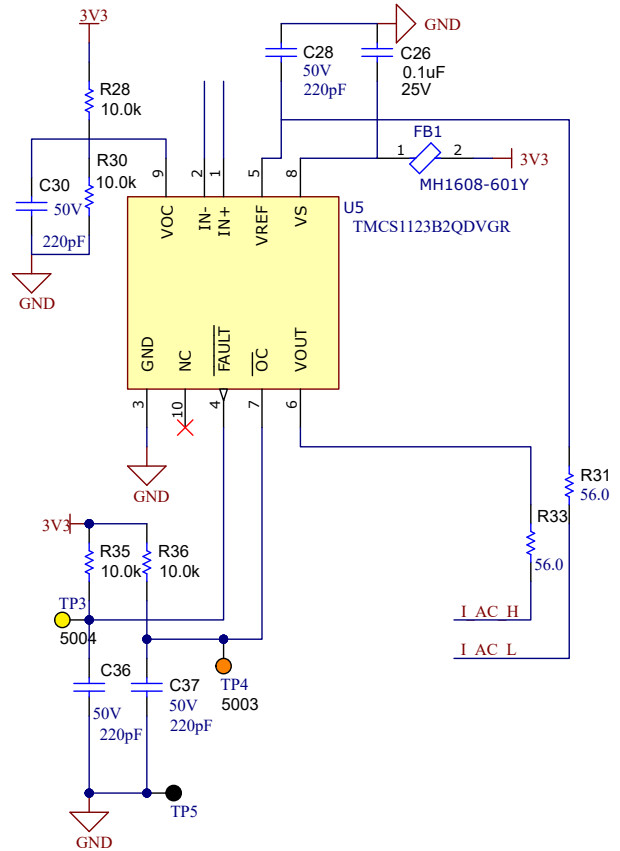 3V3
GND
C28
50V
220pF
C26
0.1uF
25V
R28
10.0k
R30
10.0k
C30
50V
220pF
GND
FB1
1
2
3V3
MH1608-601Y
9
2
1
5
8
VOC
IN-
IN+
VREF
VS
U5
TMCS1123B2QDVGR
GND
NC
FAULT
OC
VOUT
3
10
4
7
6
GND
R31
56.0
R33
56.0
3V3
R35
10.0k
R36
10.0k
TP3
5004
I_AC_H
I_AC_L
C36
50V
220pF
C37
50V
220pF
TP4
5003
TP5
GND